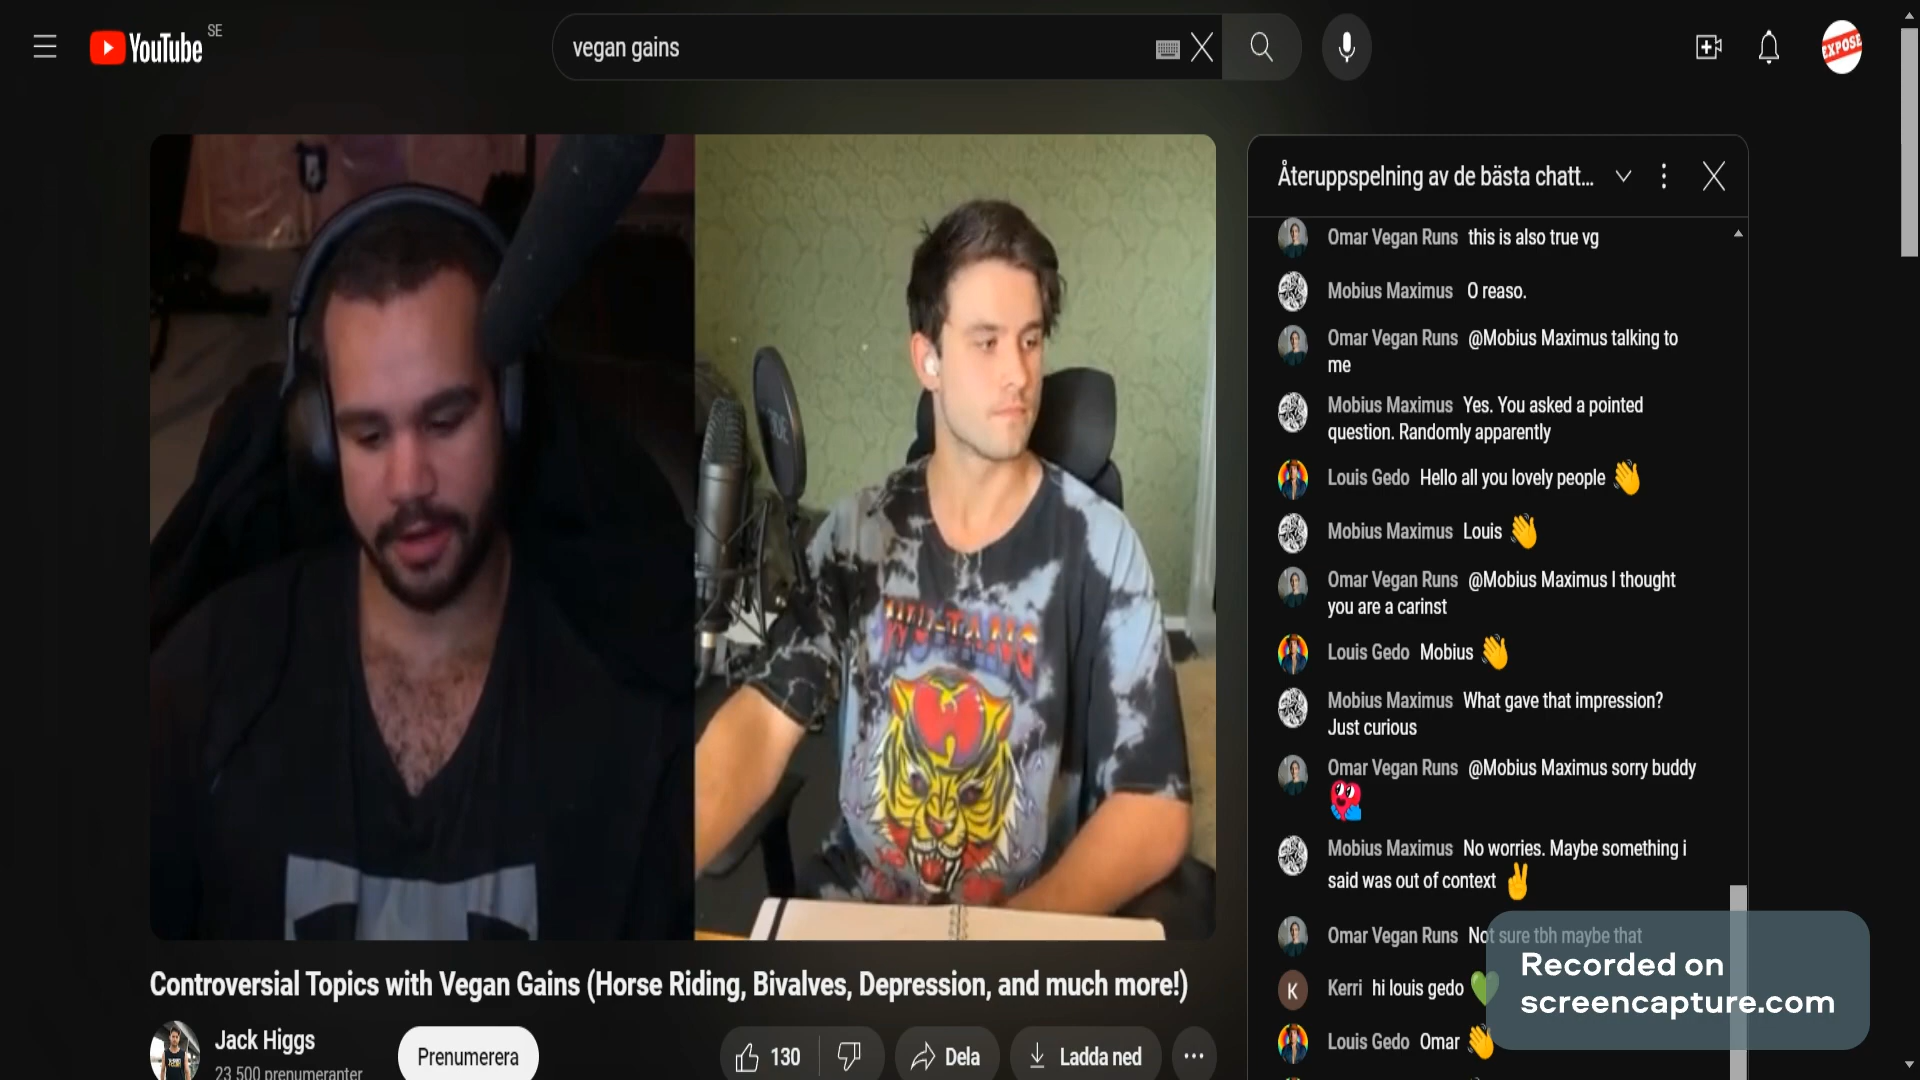 YouTube SE
vegan gains
EXPOSE
RØDE
WU-TANG
Återuppspelning av de bästa chatt...
Omar Vegan Runs this is also true vg
Mobius Maximus O reaso.
Omar Vegan Runs @Mobius Maximus talking to
me
Mobius Maximus Yes. You asked a pointed
question. Randomly apparently
Louis Gedo Hello all you lovely people 👋
Mobius Maximus Louis 👋
Omar Vegan Runs @Mobius Maximus I thought
you are a carinst
Louis Gedo Mobius 👋
Mobius Maximus What gave that impression?
Just curious
Omar Vegan Runs @Mobius Maximus sorry buddy
Mobius Maximus No worries. Maybe something i
said was out of context ✌
Omar Vegan Runs Not sure tbh maybe that
K Kerri hi louis gedo 💚
Louis Gedo Omar 👋
Recorded on
screencapture.com
Controversial Topics with Vegan Gains (Horse Riding, Bivalves, Depression, and much more!)
Jack Higgs
23 500 prenumeranter
Prenumerera
130
Dela
Ladda ned